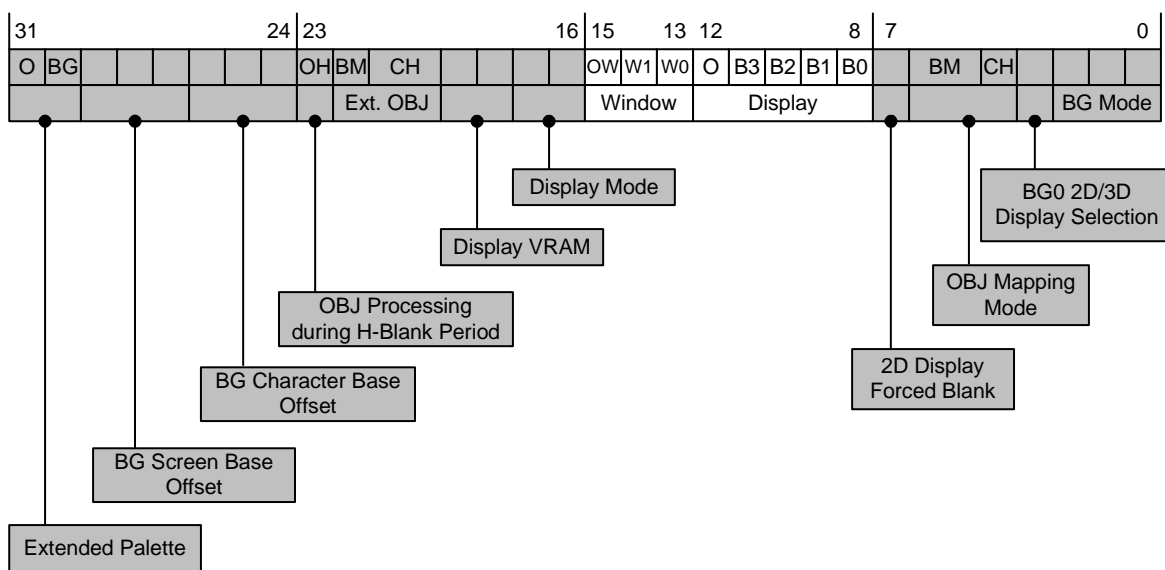 31 24 23 16 15 13 12 8 7 0
O BG OH BM CH OW W1 W0 O B3 B2 B1 B0 BM CH
Ext. OBJ Window Display BG Mode
Display Mode
BG0 2D/3D
Display Selection
Display VRAM
OBJ Mapping
Mode
OBJ Processing
during H-Blank Period
2D Display
Forced Blank
BG Character Base
Offset
BG Screen Base
Offset
Extended Palette